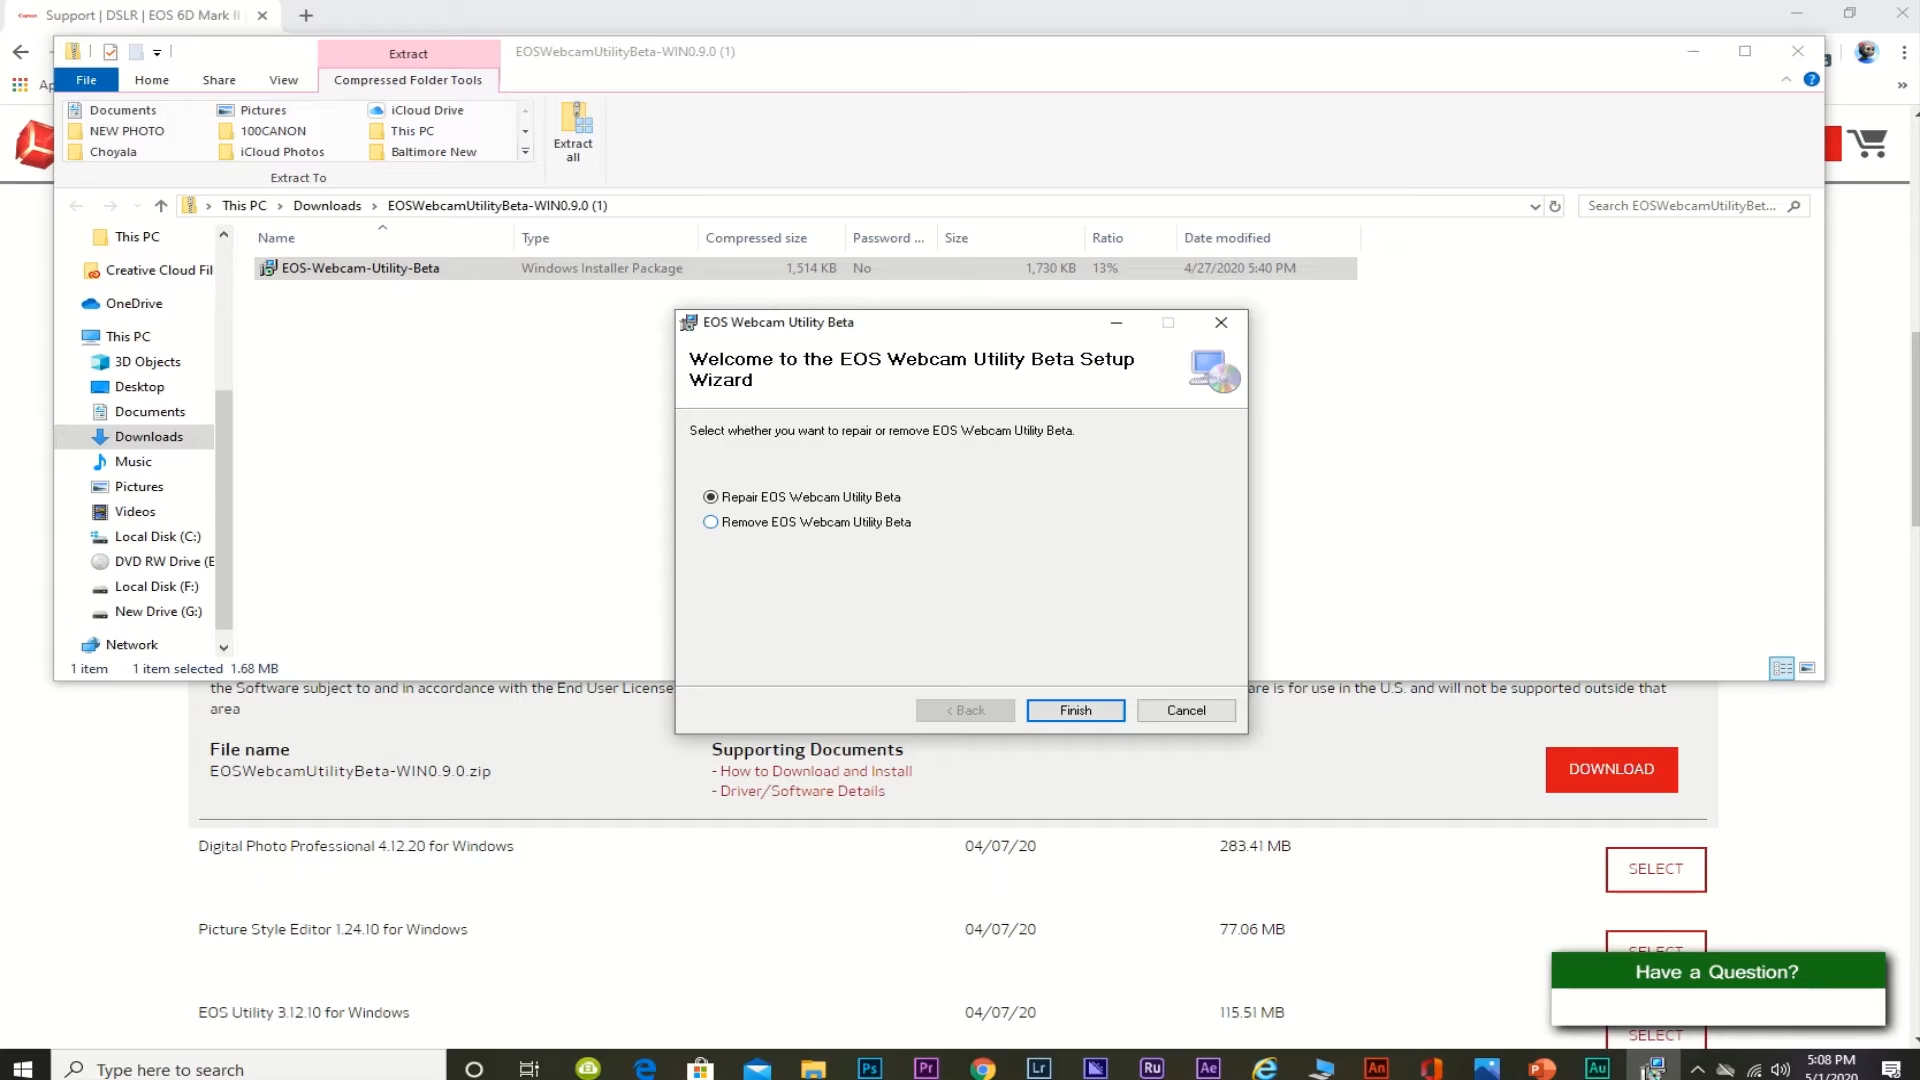 Canon Support | DSLR | EOS 6D Mark II
Extract
EOSWebcamUtilityBeta-WIN0.9.0 (1)
File
Home
Share
View
Compressed Folder Tools
Documents
Pictures
iCloud Drive
NEW PHOTO
100CANON
This PC
Choyala
iCloud Photos
Baltimore New
Extract all
Extract To
This PC > Downloads > EOSWebcamUtilityBeta-WIN0.9.0 (1)
Search EOSWebcamUtilityBet...
Name
Type
Compressed size
Password ...
Size
Ratio
Date modified
EOS-Webcam-Utility-Beta
Windows Installer Package
1,514 KB
No
1,730 KB
13%
4/27/2020 5:40 PM
This PC
Creative Cloud Fil
OneDrive
This PC
3D Objects
Desktop
Documents
Downloads
Music
Pictures
Videos
Local Disk (C:)
DVD RW Drive (E
Local Disk (F:)
New Drive (G:)
Network
1 item
1 item selected 1.68 MB
EOS Webcam Utility Beta
Welcome to the EOS Webcam Utility Beta Setup
Wizard
Select whether you want to repair or remove EOS Webcam Utility Beta.
Repair EOS Webcam Utility Beta
Remove EOS Webcam Utility Beta
< Back
Finish
Cancel
the Software subject to and in accordance with the End User License
are is for use in the U.S. and will not be supported outside that
area
File name
EOSWebcamUtilityBeta-WIN0.9.0.zip
Supporting Documents
- How to Download and Install
- Driver/Software Details
DOWNLOAD
Digital Photo Professional 4.12.20 for Windows
04/07/20
283.41 MB
SELECT
Picture Style Editor 1.24.10 for Windows
04/07/20
77.06 MB
SELECT
Have a Question?
EOS Utility 3.12.10 for Windows
04/07/20
115.51 MB
SELECT
Type here to search
Ps
Pr
Lr
Ru
Ae
An
Au
5:08 PM
5/1/2020